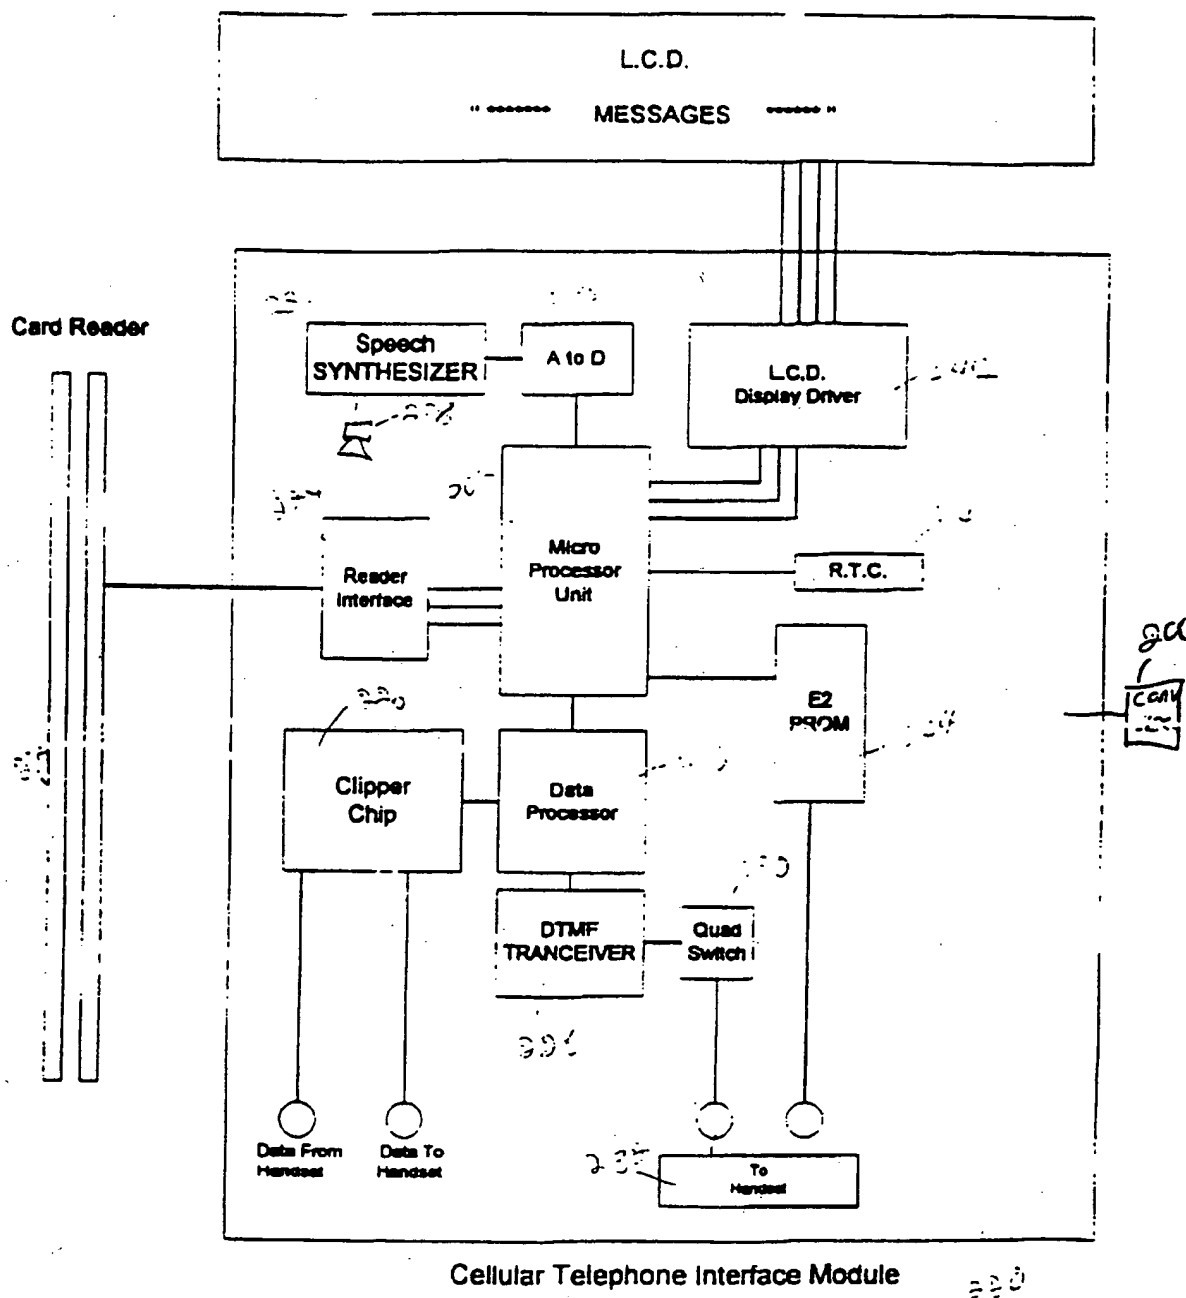 L.C.D.
" ******* MESSAGES ****** "
Card Reader
Speech
SYNTHESIZER
A to D
L.C.D.
Display Driver
Micro
Processor
Unit
R.T.C.
Reader
Interface
E2
PROM
Clipper
Chip
Data
Processor
DTMF
TRANCEIVER
Quad
Switch
Data From
Handset
Data To
Handset
To
Handset
Cellular Telephone Interface Module